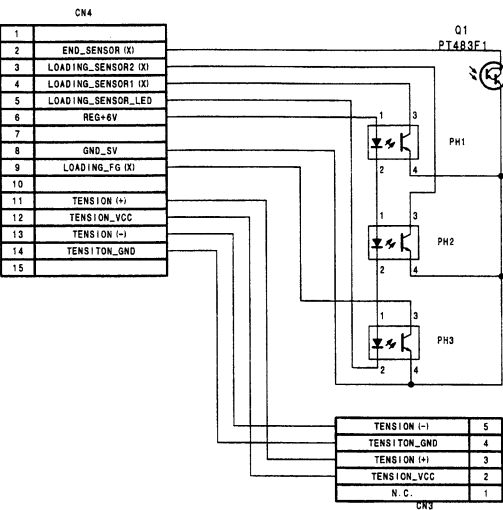 CN4
1
2 END_SENSOR (X)
3 LOADING_SENSOR2 (X)
4 LOADING_SENSOR1 (X)
5 LOADING_SENSOR_LED
6 REG+6V
7
8 GND_SV
9 LOADING_FG (X)
10
11 TENSION (+)
12 TENSION_VCC
13 TENSION (-)
14 TENSITON_GND
15
Q1
PT483F1
1 3
PH1
2 4
1 3
PH2
2 4
1 3
PH3
2 4
TENSION (-) 5
TENSITON_GND 4
TENSION (+) 3
TENSION_VCC 2
N.C. 1
CN3